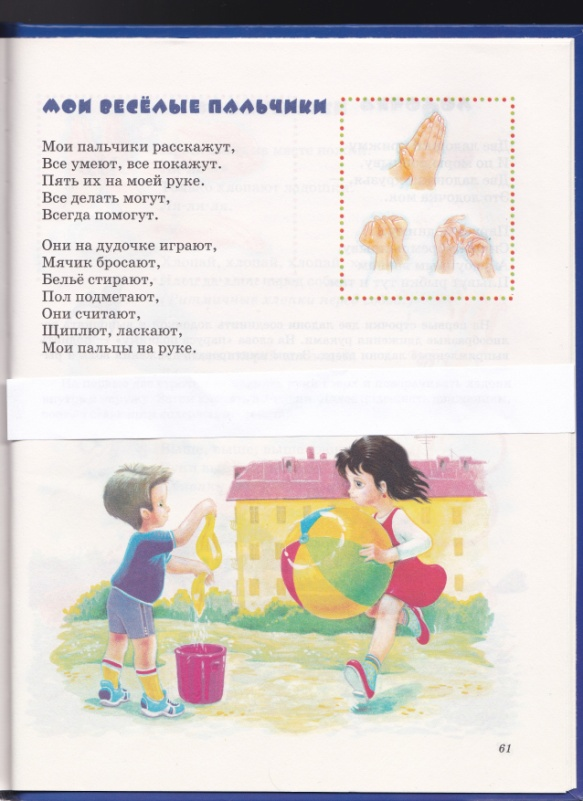 МОИ ВЕСЁЛЫЕ ПАЛЬЧИКИ
Мои пальчики расскажут,
Все умеют, все покажут.
Пять их на моей руке.
Все делать могут,
Всегда помогут.
Они на дудочке играют,
Мячик бросают,
Бельё стирают,
Пол подметают,
Они считают,
Щиплют, ласкают,
Мои пальцы на руке.
61